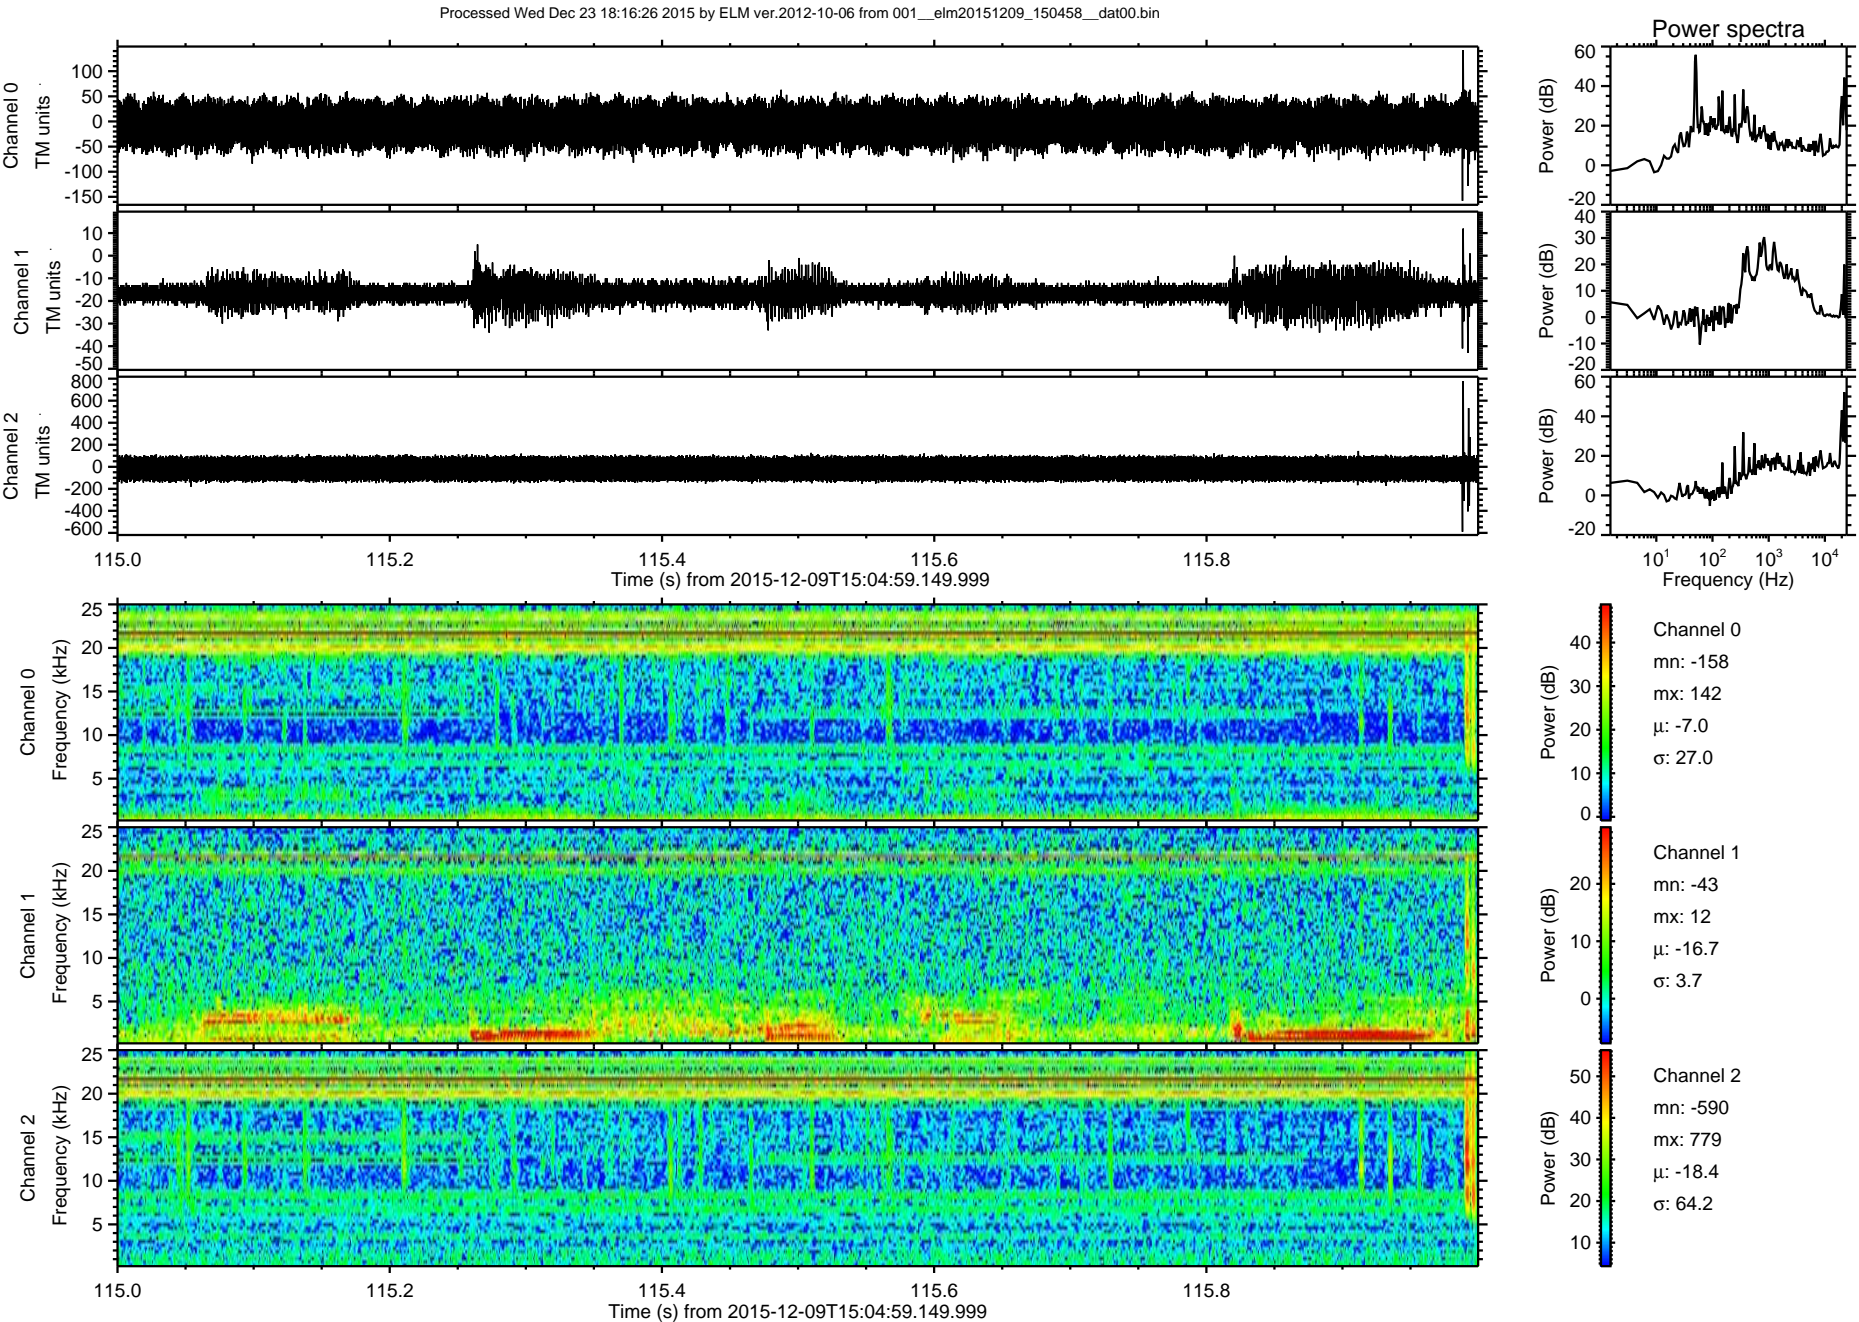 Processed Wed Dec 23 18:16:26 2015 by ELM ver.2012-10-06 from 001__elm20151209_150458__dat00.bin
Power spectra
Channel 0
TM units
100
50
0
-50
-100
-150
Power (dB)
60
40
20
0
-20
Channel 1
TM units
10
0
-10
-20
-30
-40
-50
Power (dB)
40
30
20
10
0
-10
-20
Channel 2
TM units
800
600
400
200
0
-200
-400
-600
Power (dB)
60
40
20
0
-20
115.0 115.2 115.4 115.6 115.8
Time (s) from 2015-12-09T15:04:59.149.999
10¹ 10² 10³ 10⁴
Frequency (Hz)
Channel 0
Frequency (kHz)
25
20
15
10
5
Power (dB)
40
30
20
10
0
Channel 0
mn: -158
mx: 142
μ: -7.0
σ: 27.0
Channel 1
Frequency (kHz)
25
20
15
10
5
Power (dB)
20
10
0
Channel 1
mn: -43
mx: 12
μ: -16.7
σ: 3.7
Channel 2
Frequency (kHz)
25
20
15
10
5
Power (dB)
50
40
30
20
10
Channel 2
mn: -590
mx: 779
μ: -18.4
σ: 64.2
115.0 115.2 115.4 115.6 115.8
Time (s) from 2015-12-09T15:04:59.149.999